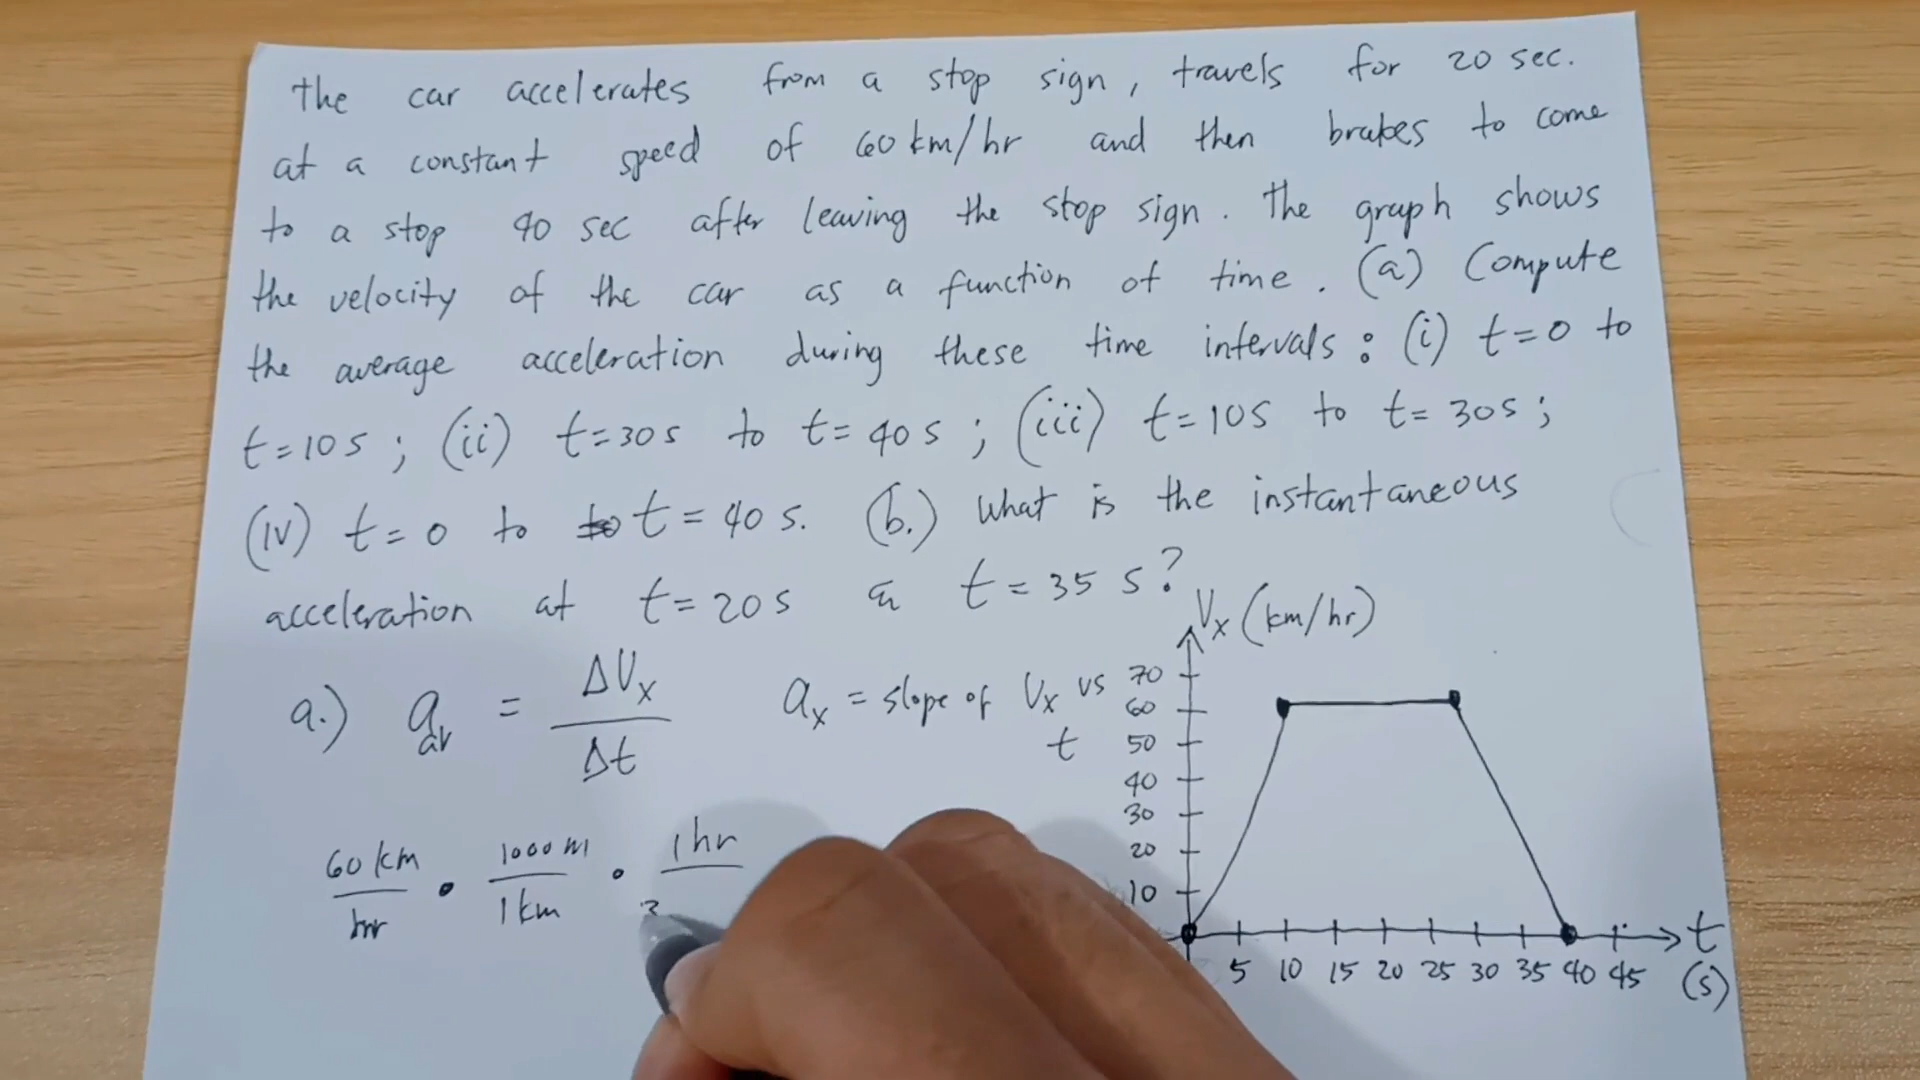 the car accelerates from a stop sign, travels for 20 sec.
at a constant speed of 60 km/hr and then brakes to come
to a stop 40 sec after leaving the stop sign. The graph shows
the velocity of the car as a function of time. (a) Compute
the average acceleration during these time intervals: (i) t=0 to
t=10s; (ii) t=30s to t=40s; (iii) t=10s to t=30s;
(iv) t=0 to to t=40 s. (b.) What is the instantaneous
acceleration at t=20s & t=35 s?
a.) a_av = ΔVx / Δt
ax = slope of Vx vs t
60 km / hr • 1000 m / 1 km • 1 hr / 3
Vx (km/hr)
70
60
50
40
30
20
10
5 10 15 20 25 30 35 40 45
t
(s)